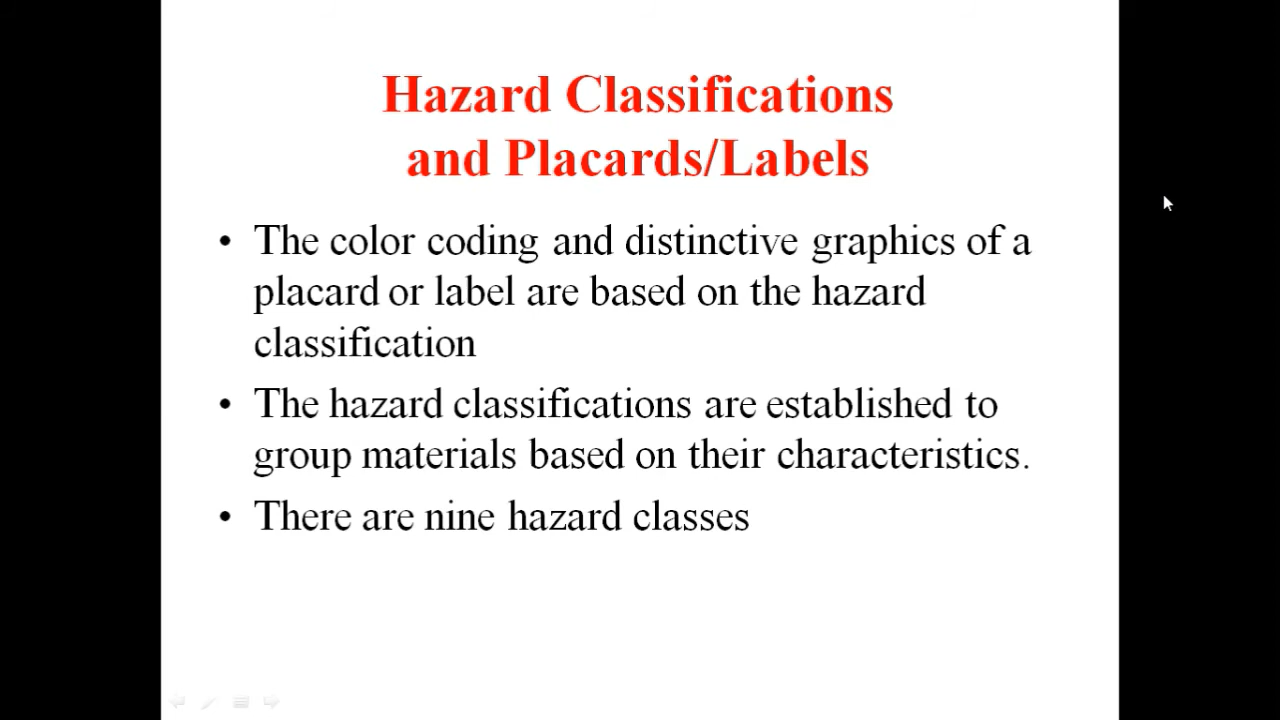 Hazard Classifications
and Placards/Labels
• The color coding and distinctive graphics of a
placard or label are based on the hazard
classification
• The hazard classifications are established to
group materials based on their characteristics.
• There are nine hazard classes